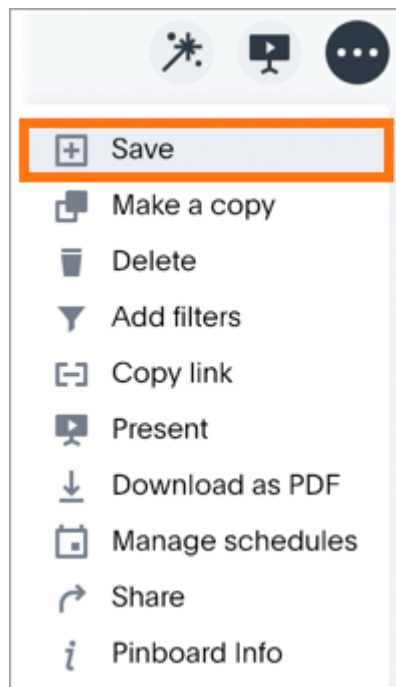 Save
Make a copy
Delete
Add filters
Copy link
Present
Download as PDF
Manage schedules
Share
Pinboard Info